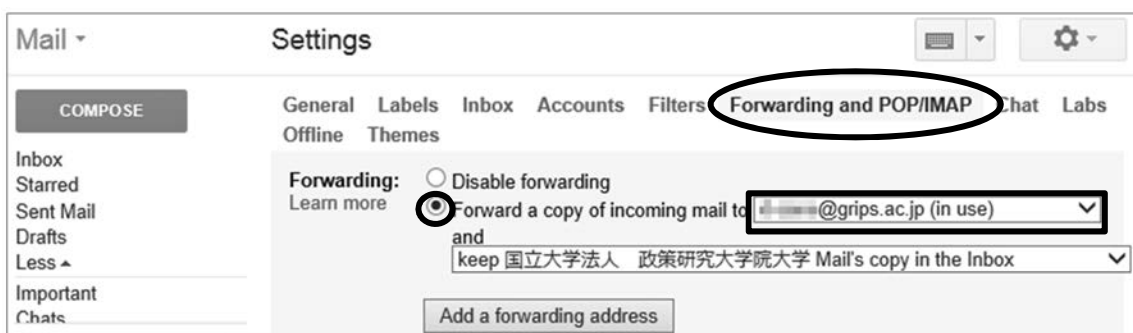 Mail
Settings
COMPOSE
General Labels Inbox Accounts Filters Forwarding and POP/IMAP Chat Labs
Offline Themes
Inbox
Starred
Sent Mail
Drafts
Less
Important
Chats
Forwarding:
Learn more
Disable forwarding
Forward a copy of incoming mail to @grips.ac.jp (in use)
and
keep 国立大学法人 政策研究大学院大学 Mail's copy in the Inbox
Add a forwarding address